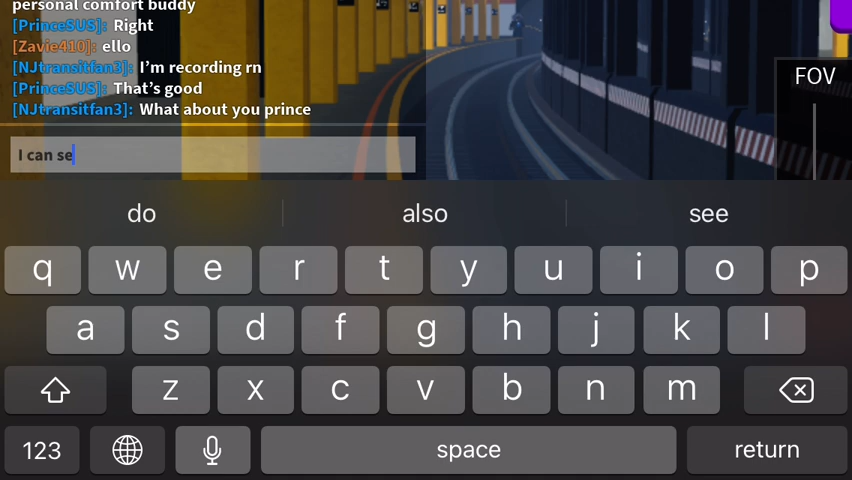 personal comfort buddy
[PrinceSUS]: Right
[Zavie410]: ello
[NJtransitfan3]: I'm recording rn
[PrinceSUS]: That's good
[NJtransitfan3]: What about you prince
FOV
I can se
do also see
q w e r t y u i o p
a s d f g h j k l
z x c v b n m
123 space return